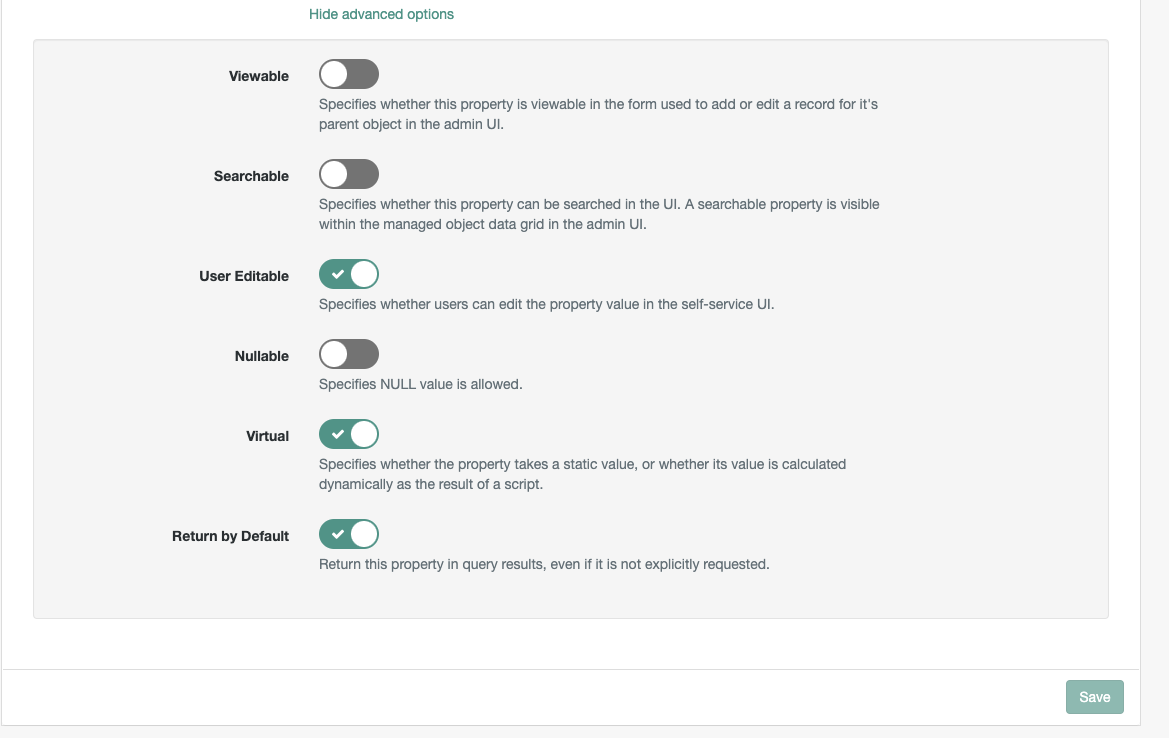 Hide advanced options
Viewable
Specifies whether this property is viewable in the form used to add or edit a record for it's
parent object in the admin UI.
Searchable
Specifies whether this property can be searched in the UI. A searchable property is visible
within the managed object data grid in the admin UI.
User Editable
Specifies whether users can edit the property value in the self-service UI.
Nullable
Specifies NULL value is allowed.
Virtual
Specifies whether the property takes a static value, or whether its value is calculated
dynamically as the result of a script.
Return by Default
Return this property in query results, even if it is not explicitly requested.
Save